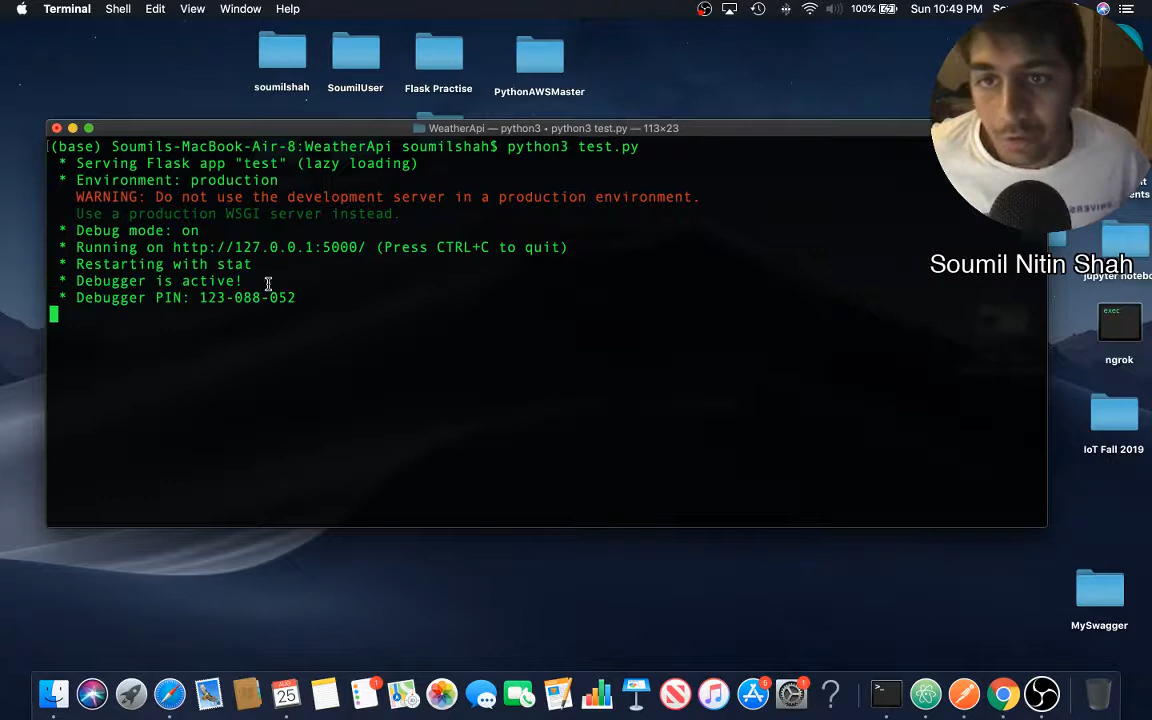 Terminal Shell Edit View Window Help 100% Sun 10:49 PM
soumilshah SoumilUser Flask Practise PythonAWSMaster
WeatherApi — python3 • python3 test.py — 113×23
(base) Soumils-MacBook-Air-8:WeatherApi soumilshah$ python3 test.py
* Serving Flask app "test" (lazy loading)
* Environment: production
WARNING: Do not use the development server in a production environment.
Use a production WSGI server instead.
* Debug mode: on
* Running on http://127.0.0.1:5000/ (Press CTRL+C to quit)
* Restarting with stat
* Debugger is active!
* Debugger PIN: 123-088-052
Soumil Nitin Shah
ngrok
exec
IoT Fall 2019
MySwagger
AUG
25